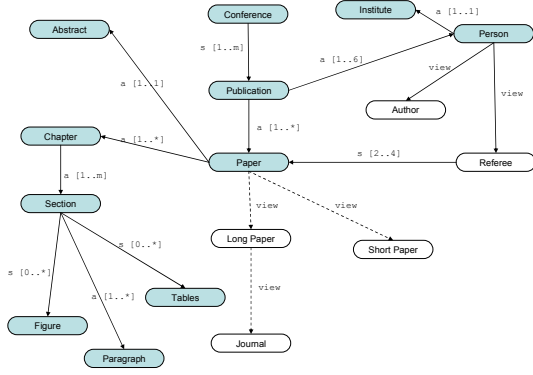 Conference
Institute
a [1..1]
Abstract
Person
s [1..m]
a [1..6]
view
view
a [1..1]
Publication
Author
a [1..*]
Chapter
a [1..*]
Paper
s [2..4]
Referee
a [1..m]
Section
view
view
Long Paper
Short Paper
s [0..*]
s [0..*]
a [1..*]
view
Tables
Figure
Journal
Paragraph